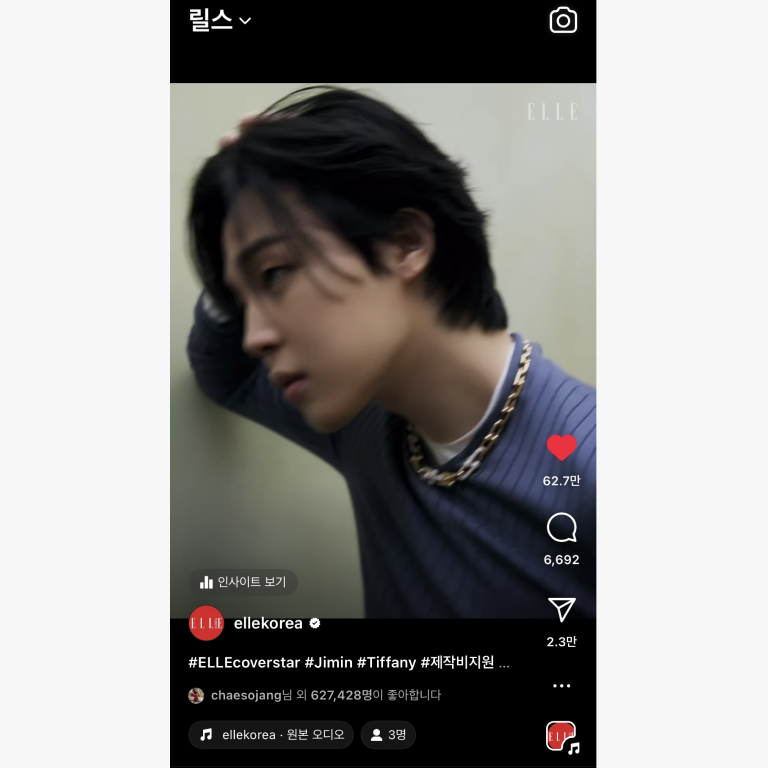 릴스
ELLE
62.7만
6,692
인사이트 보기
ELLE
ellekorea
2.3만
#ELLEcoverstar #Jimin #Tiffany #제작비지원 ...
chaesojang님 외 627,428명이 좋아합니다
ellekorea · 원본 오디오
3명